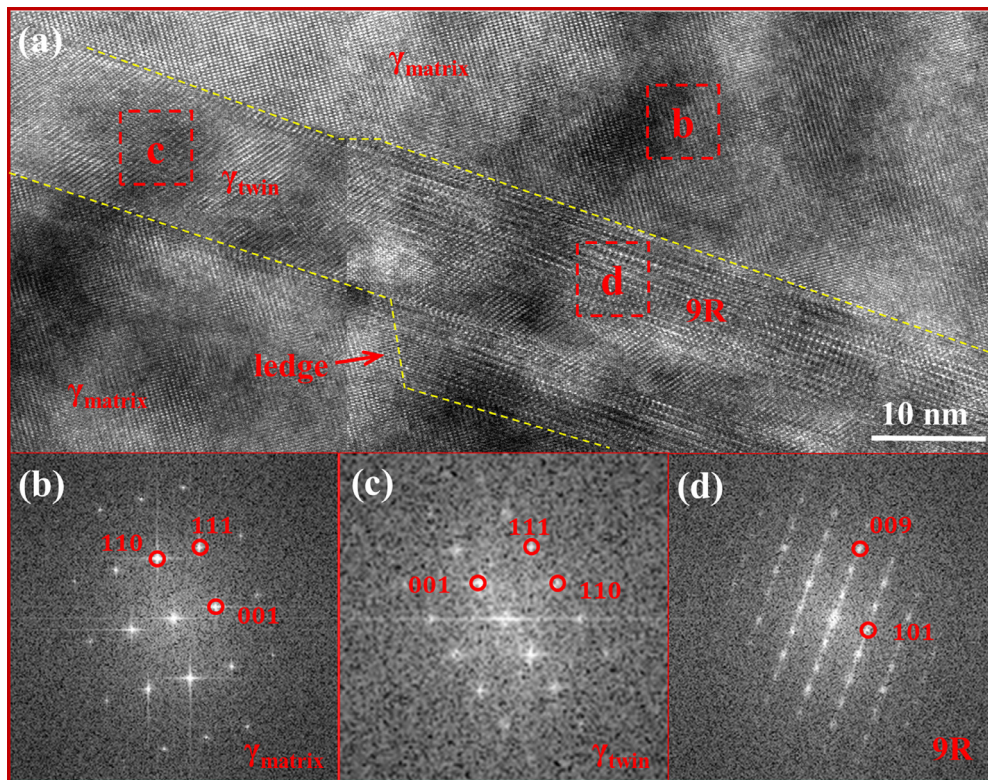 (a)
γmatrix
b
c
γtwin
d
9R
ledge
γmatrix
10 nm
(b)
111
110
001
γmatrix
(c)
111
001
110
γtwin
(d)
009
101
9R